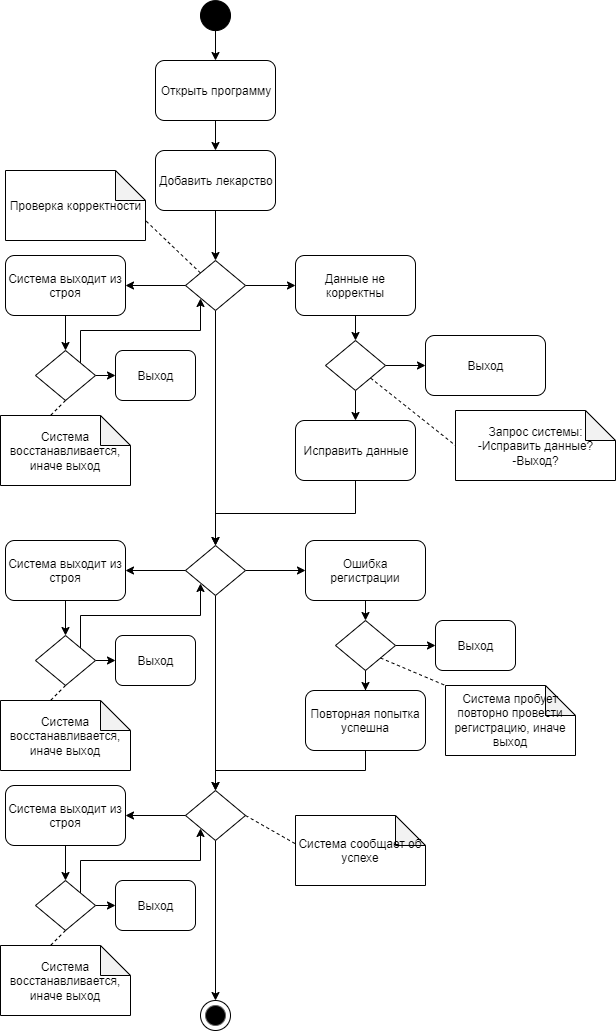 Открыть программу
Добавить лекарство
Проверка корректности
Система выходит из
строя
Данные не
корректны
Выход
Выход
Система
восстанавливается,
иначе выход
Исправить данные
Запрос системы:
-Исправить данные?
-Выход?
Система выходит из
строя
Ошибка
регистрации
Выход
Выход
Система
восстанавливается,
иначе выход
Повторная попытка
успешна
Система пробует
повторно провести
регистрацию, иначе
выход
Система выходит из
строя
Система сообщает об
успехе
Выход
Система
восстанавливается,
иначе выход